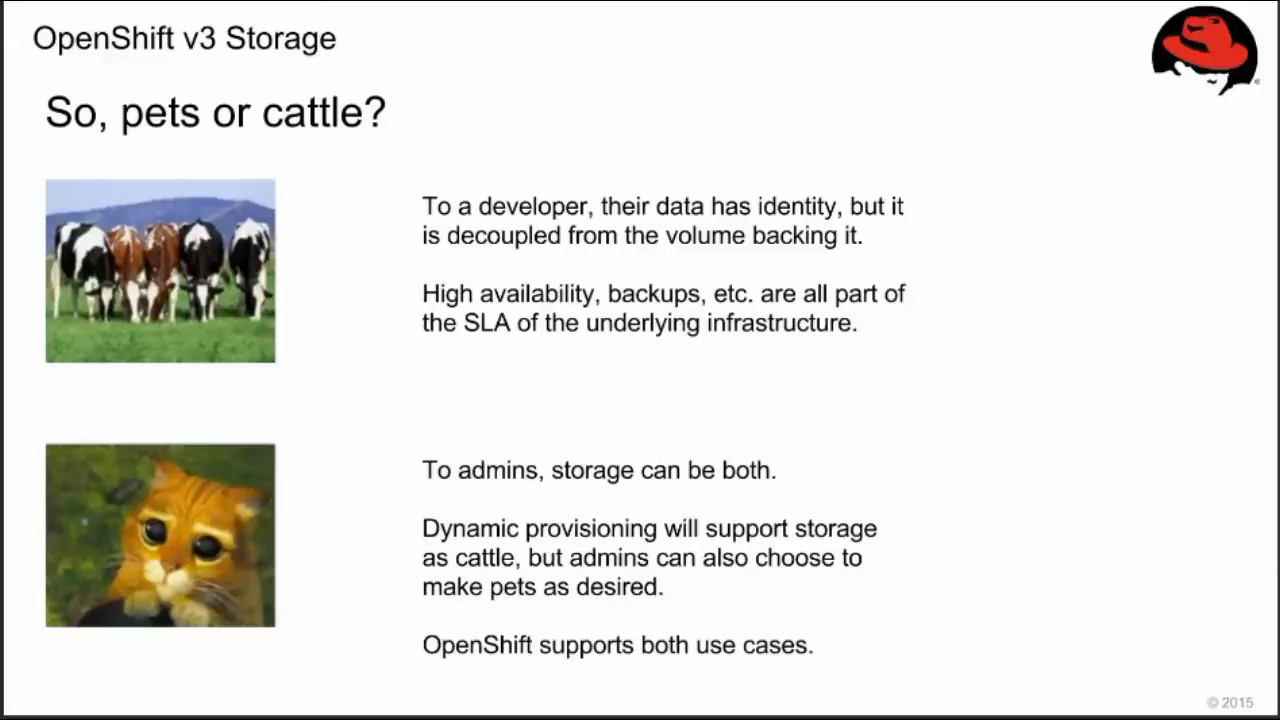 OpenShift v3 Storage
So, pets or cattle?
To a developer, their data has identity, but it
is decoupled from the volume backing it.
High availability, backups, etc. are all part of
the SLA of the underlying infrastructure.
To admins, storage can be both.
Dynamic provisioning will support storage
as cattle, but admins can also choose to
make pets as desired.
OpenShift supports both use cases.
© 2015